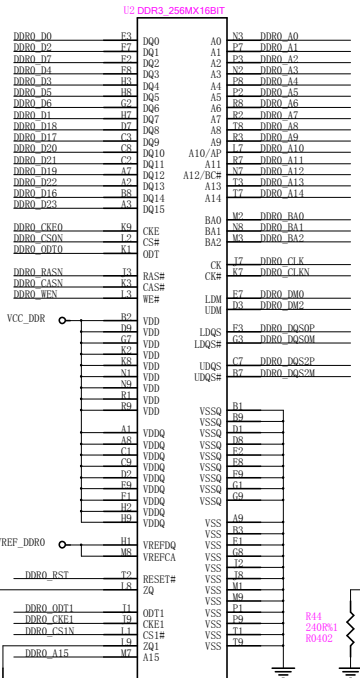 U2 DDR3_256MX16BIT
DDR0_D0 E3 DQ0 A0 N3 DDR0_A0
DDR0_D2 F7 DQ1 A1 P7 DDR0_A1
DDR0_D7 F2 DQ2 A2 P3 DDR0_A2
DDR0_D4 F8 DQ3 A3 N2 DDR0_A3
DDR0_D3 H3 DQ4 A4 P8 DDR0_A4
DDR0_D5 H8 DQ5 A5 P2 DDR0_A5
DDR0_D6 G2 DQ6 A6 R8 DDR0_A6
DDR0_D1 H7 DQ7 A7 R2 DDR0_A7
DDR0_D18 D7 DQ8 A8 T8 DDR0_A8
DDR0_D17 C3 DQ9 A9 R3 DDR0_A9
DDR0_D20 C8 DQ10 A10/AP L7 DDR0_A10
DDR0_D21 C2 DQ11 A11 R7 DDR0_A11
DDR0_D19 A7 DQ12 A12/BC# N7 DDR0_A12
DDR0_D22 A2 DQ13 A13 T3 DDR0_A13
DDR0_D16 B8 DQ14 A14 T7 DDR0_A14
DDR0_D23 A3 DQ15
BA0 M2 DDR0_BA0
DDR0_CKE0 K9 CKE BA1 N8 DDR0_BA1
DDR0_CS0N L2 CS# BA2 M3 DDR0_BA2
DDR0_ODT0 K1 ODT
CK J7 DDR0_CLK
DDR0_RASN J3 RAS# CK# K7 DDR0_CLKN
DDR0_CASN K3 CAS#
DDR0_WEN L3 WE# LDM E7 DDR0_DM0
UDM D3 DDR0_DM2
VCC_DDR B2 VDD
D9 VDD LDQS F3 DDR0_DQS0P
G7 VDD LDQS# G3 DDR0_DQS0M
K2 VDD
K8 VDD UDQS C7 DDR0_DQS2P
N1 VDD UDQS# B7 DDR0_DQS2M
N9 VDD
R1 VDD
R9 VDD VSSQ B1
VSSQ B9
A1 VDDQ VSSQ D1
A8 VDDQ VSSQ D8
C1 VDDQ VSSQ E2
C9 VDDQ VSSQ E8
D2 VDDQ VSSQ F9
E9 VDDQ VSSQ G1
F1 VDDQ VSSQ G9
H2 VDDQ
H9 VDDQ VSS A9
VSS B3
VREF_DDR0 H1 VREFDQ VSS E1
M8 VREFCA VSS G8
VSS J2
DDR0_RST T2 RESET# VSS J8
L8 ZQ VSS M1
VSS M9
DDR0_ODT1 J1 ODT1 VSS P1
DDR0_CKE1 J9 CKE1 VSS P9
DDR0_CS1N L1 CS1# VSS T1
L9 ZQ1 VSS T9
DDR0_A15 M7 A15
R44
240R%1
R0402